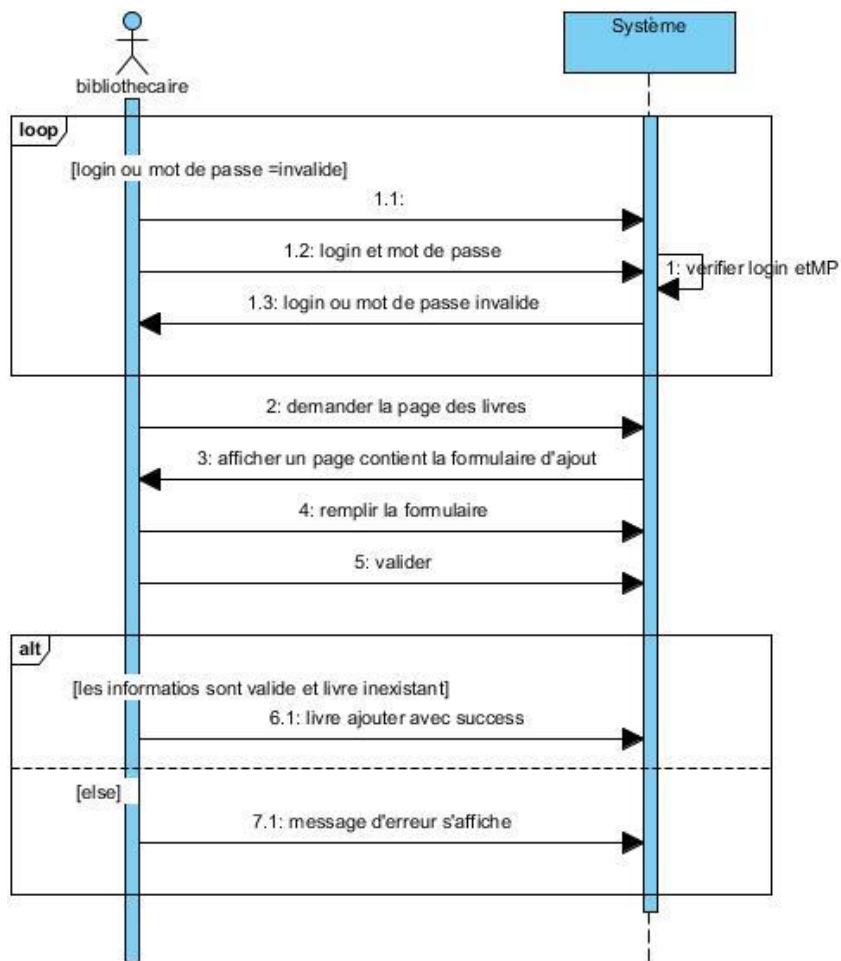 Système
bibliothecaire
loop
[login ou mot de passe =invalide]
1.1:
1.2: login et mot de passe
1: verifier login etMP
1.3: login ou mot de passe invalide
2: demander la page des livres
3: afficher un page contient la formulaire d'ajout
4: remplir la formulaire
5: valider
alt
[les informatios sont valide et livre inexistant]
6.1: livre ajouter avec success
[else]
7.1: message d'erreur s'affiche